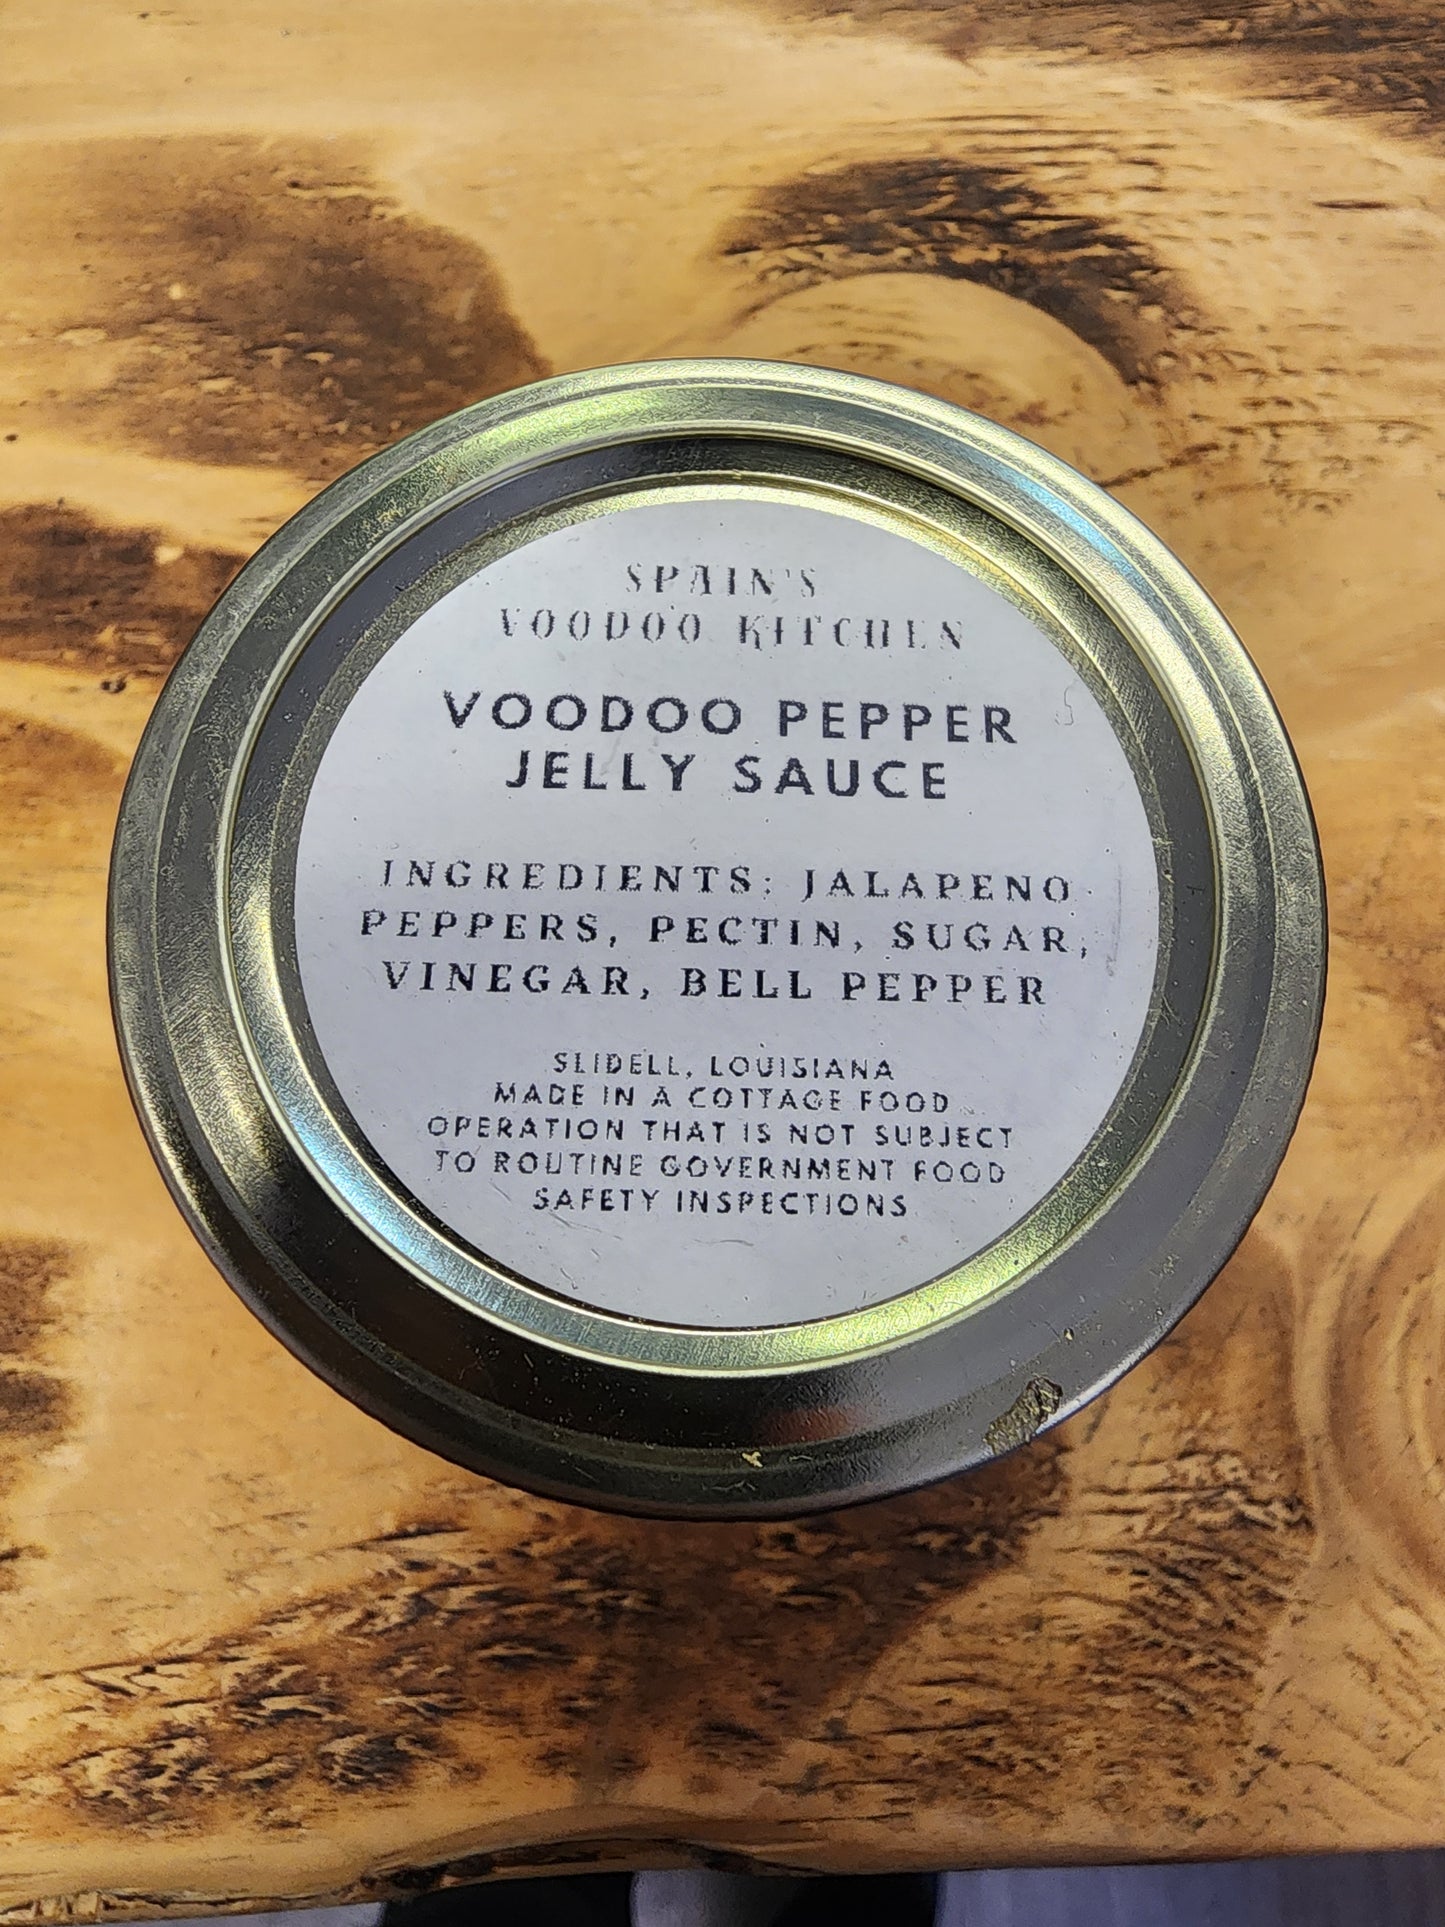 SPAIN'S
VOODOO KITCHEN
VOODOO PEPPER
JELLY SAUCE
INGREDIENTS: JALAPENO
PEPPERS, PECTIN, SUGAR,
VINEGAR, BELL PEPPER
SLIDELL, LOUISIANA
MADE IN A COTTAGE FOOD
OPERATION THAT IS NOT SUBJECT
TO ROUTINE GOVERNMENT FOOD
SAFETY INSPECTIONS